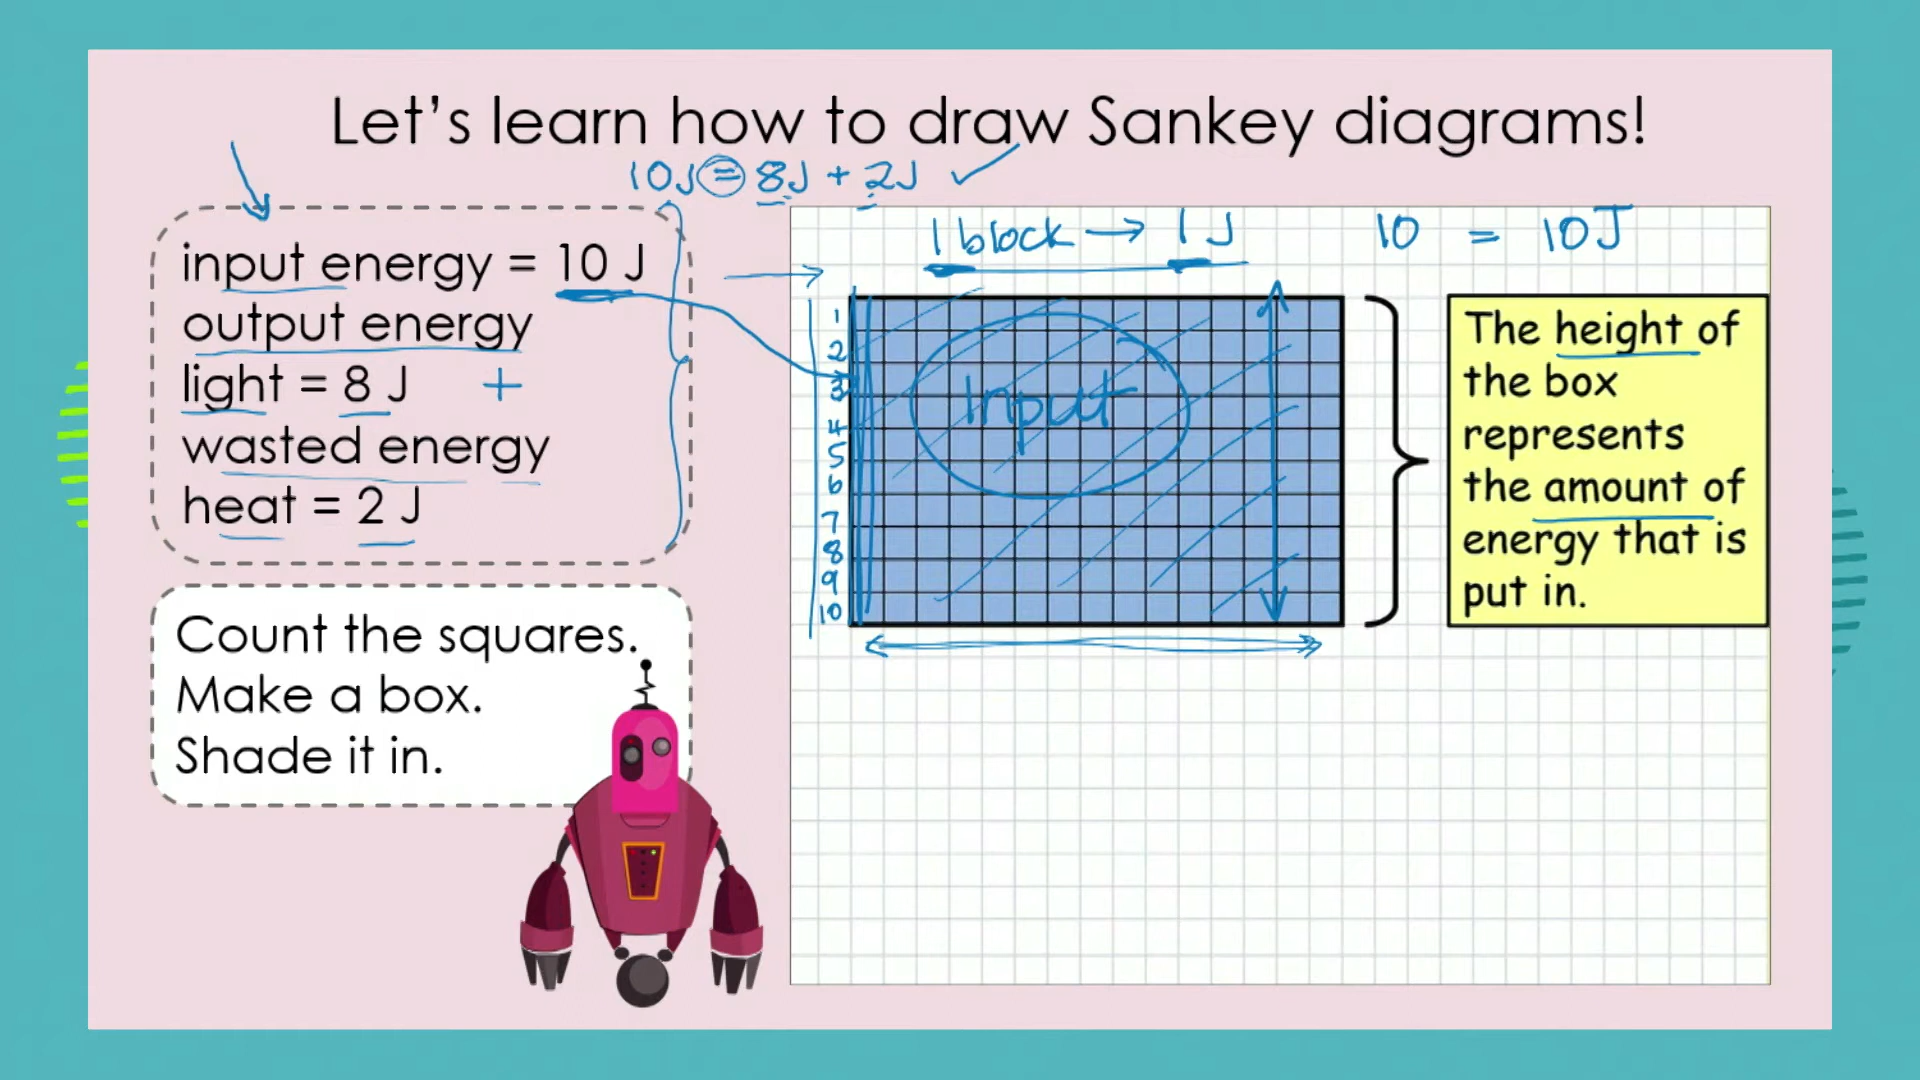 Let's learn how to draw Sankey diagrams!
10J = 8J + 2J ✓
input energy = 10 J
output energy
light = 8 J +
wasted energy
heat = 2 J
Count the squares.
Make a box.
Shade it in.
1 block → 1 J 10 = 10J
1
2
3
4
5
6
7
8
9
10
Input
The height of
the box
represents
the amount of
energy that is
put in.